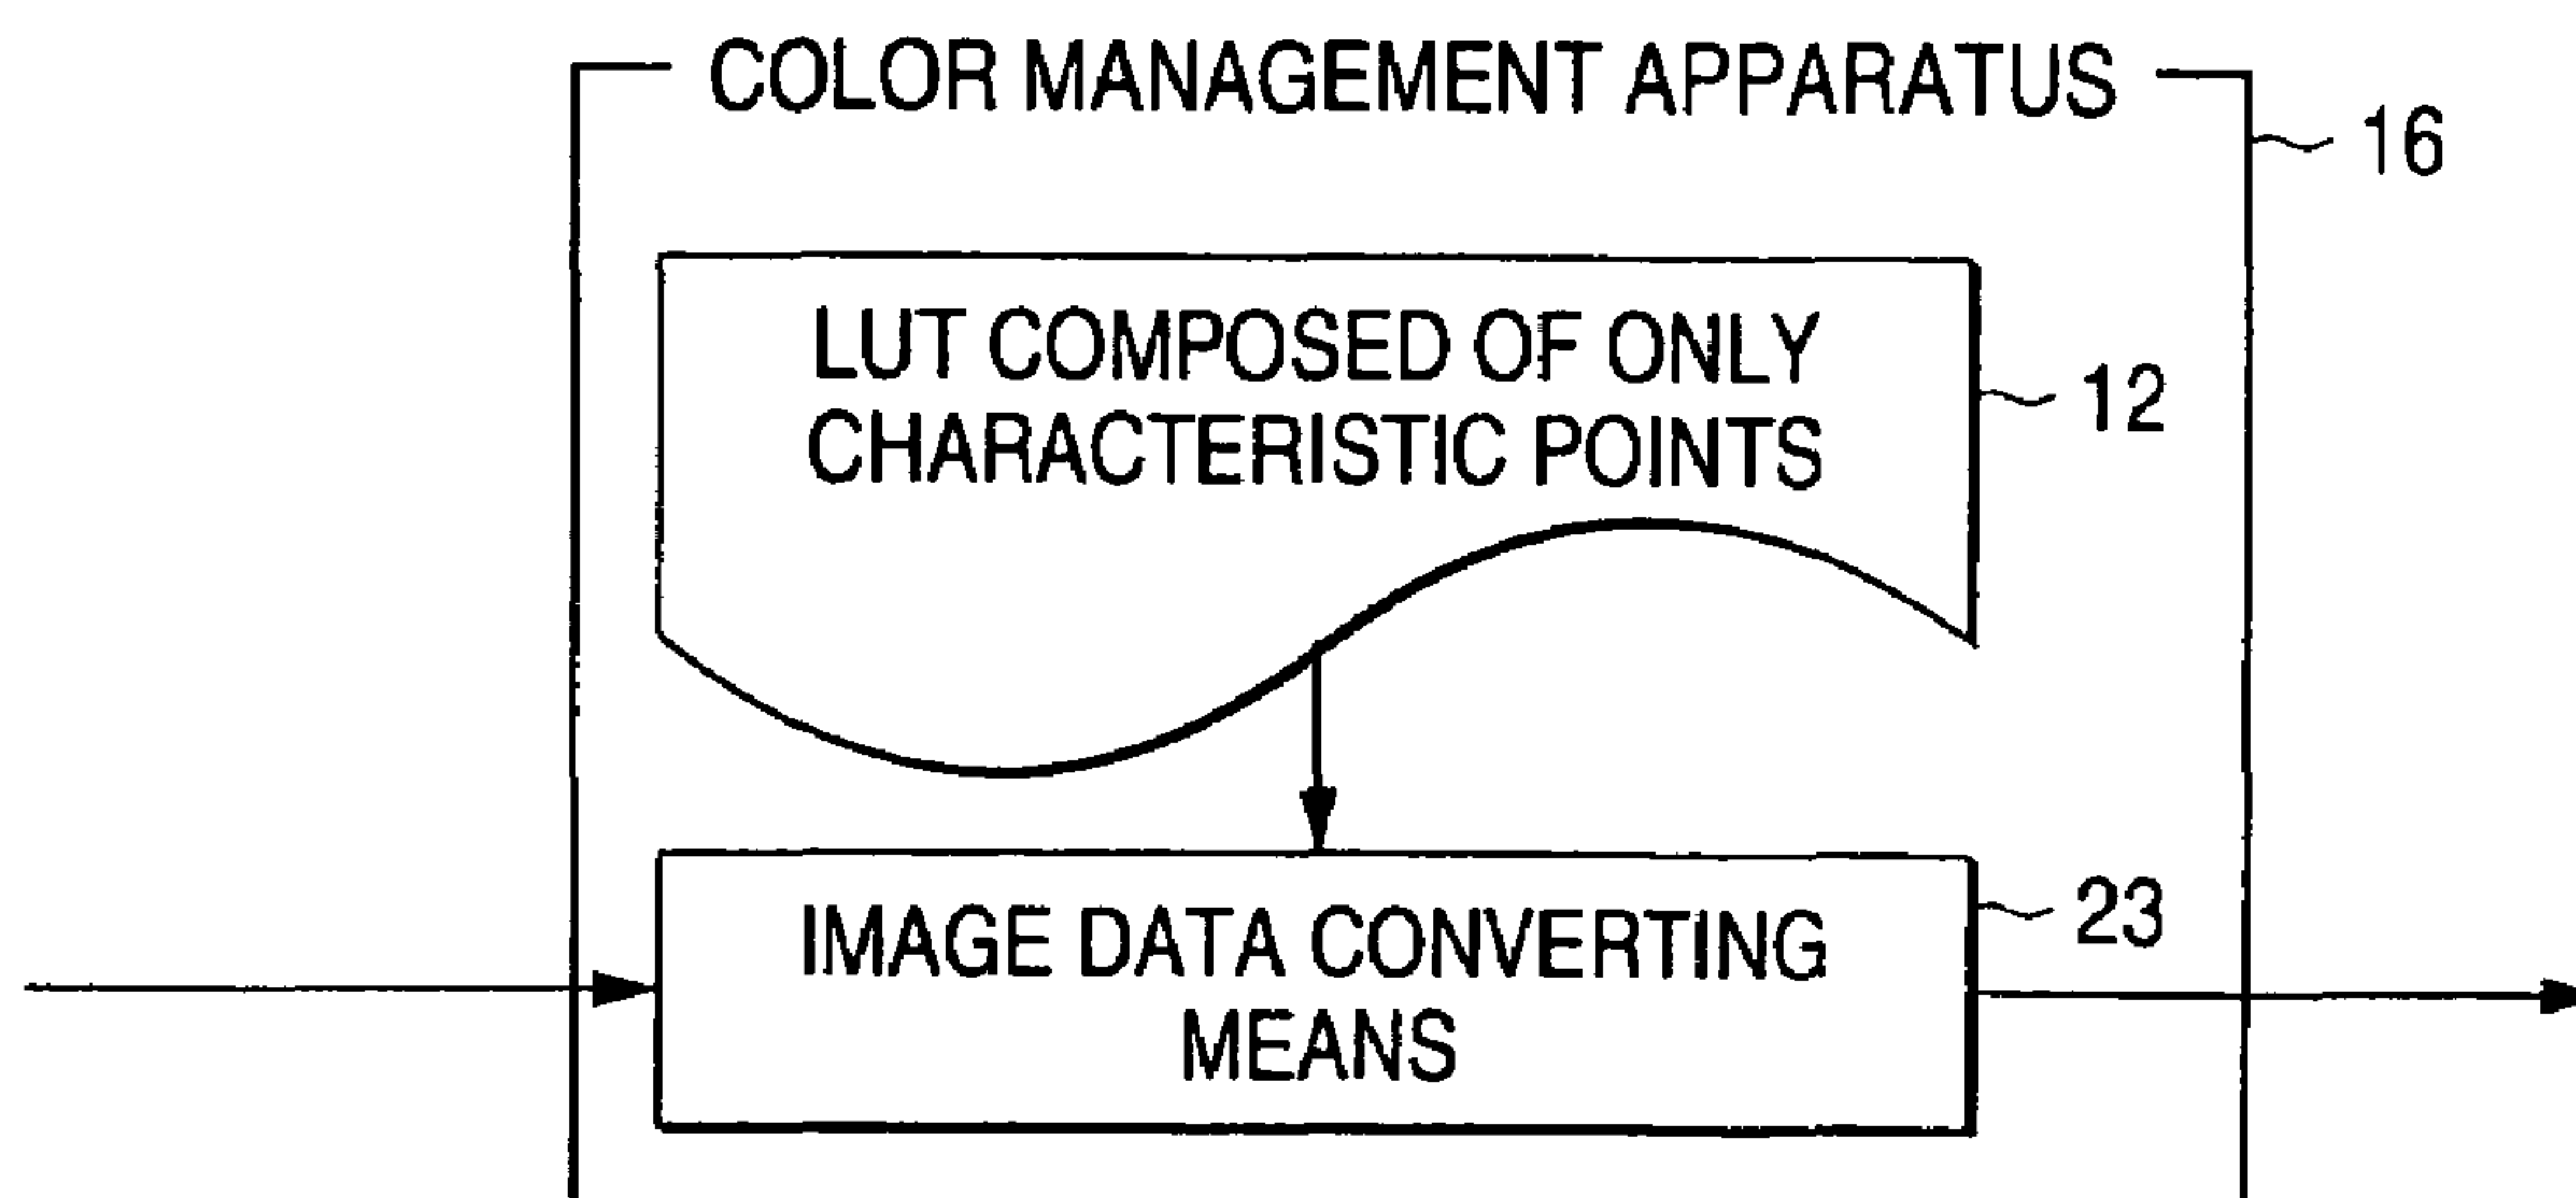 COLOR MANAGEMENT APPARATUS
16
LUT COMPOSED OF ONLY
CHARACTERISTIC POINTS
12
IMAGE DATA CONVERTING
MEANS
23